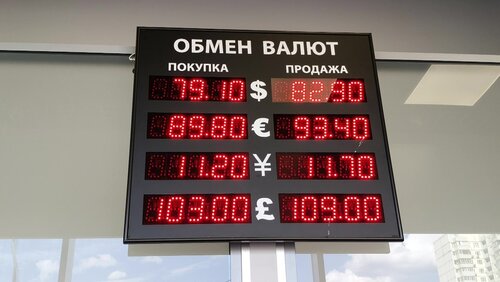 ОБМЕН ВАЛЮТ
ПОКУПКА ПРОДАЖА
79.10 $ 82.90
89.80 € 93.40
11.20 ¥ 11.70
103.00 £ 109.00